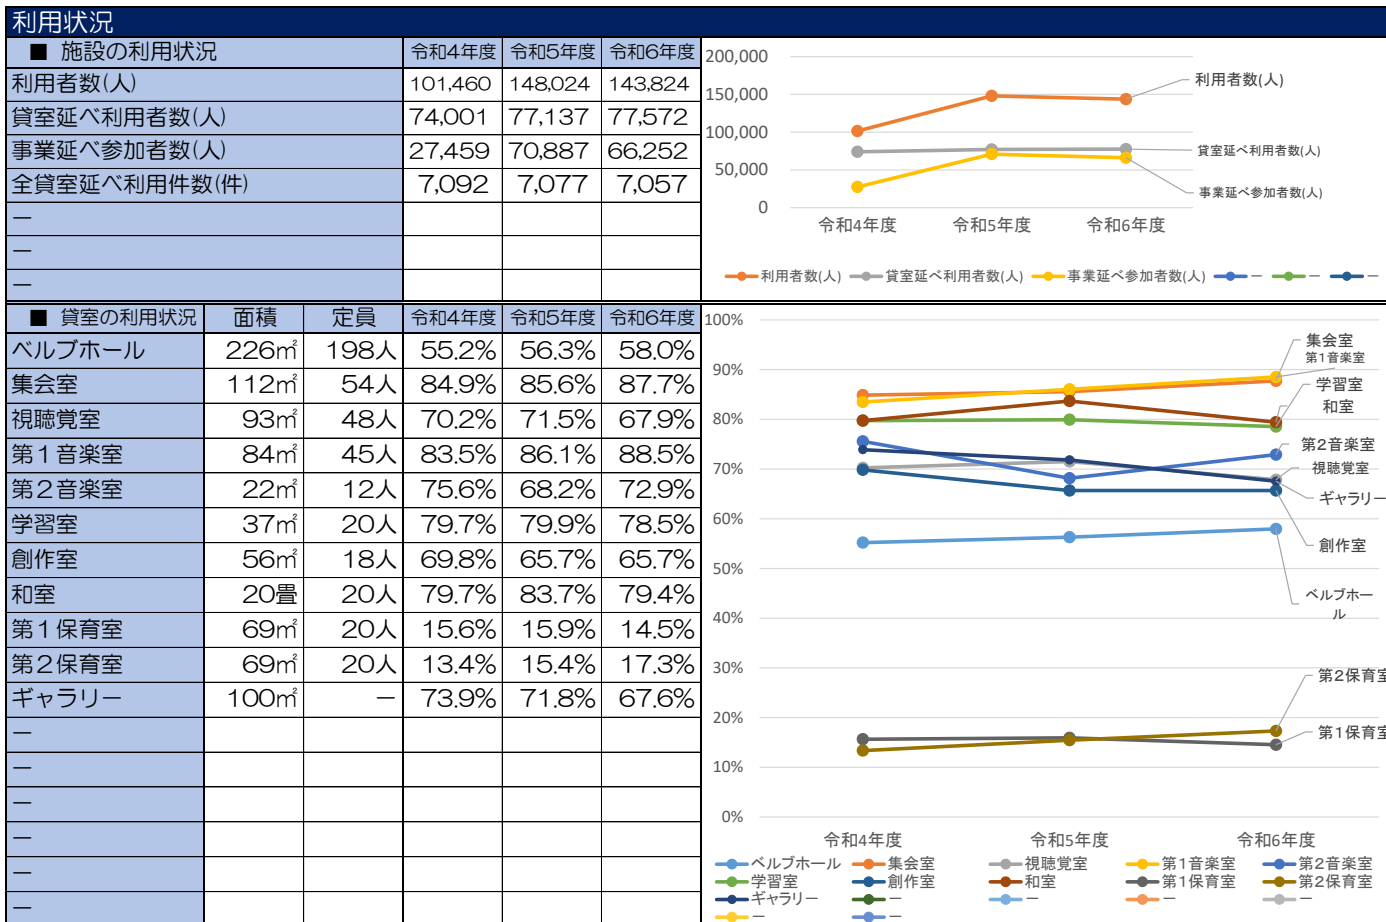 利用状況
■ 施設の利用状況 令和4年度 令和5年度 令和6年度
利用者数(人) 101,460 148,024 143,824
貸室延べ利用者数(人) 74,001 77,137 77,572
事業延べ参加者数(人) 27,459 70,887 66,252
全貸室延べ利用件数(件) 7,092 7,077 7,057
－
－
－
200,000
150,000
100,000
50,000
0
令和4年度 令和5年度 令和6年度
利用者数(人)
貸室延べ利用者数(人)
事業延べ参加者数(人)
利用者数(人) 貸室延べ利用者数(人) 事業延べ参加者数(人) － － －
■ 貸室の利用状況 面積 定員 令和4年度 令和5年度 令和6年度
ベルブホール 226㎡ 198人 55.2% 56.3% 58.0%
集会室 112㎡ 54人 84.9% 85.6% 87.7%
視聴覚室 93㎡ 48人 70.2% 71.5% 67.9%
第1音楽室 84㎡ 45人 83.5% 86.1% 88.5%
第2音楽室 22㎡ 12人 75.6% 68.2% 72.9%
学習室 37㎡ 20人 79.7% 79.9% 78.5%
創作室 56㎡ 18人 69.8% 65.7% 65.7%
和室 20畳 20人 79.7% 83.7% 79.4%
第1保育室 69㎡ 20人 15.6% 15.9% 14.5%
第2保育室 69㎡ 20人 13.4% 15.4% 17.3%
ギャラリー 100㎡ － 73.9% 71.8% 67.6%
－
－
－
－
－
－
100%
90%
80%
70%
60%
50%
40%
30%
20%
10%
0%
令和4年度 令和5年度 令和6年度
集会室
第1音楽室
学習室
和室
第2音楽室
視聴覚室
ギャラリー
創作室
ベルブホー
ル
第2保育室
第1保育室
ベルブホール 集会室 視聴覚室 第1音楽室 第2音楽室
学習室 創作室 和室 第1保育室 第2保育室
ギャラリー － － － －
－ －